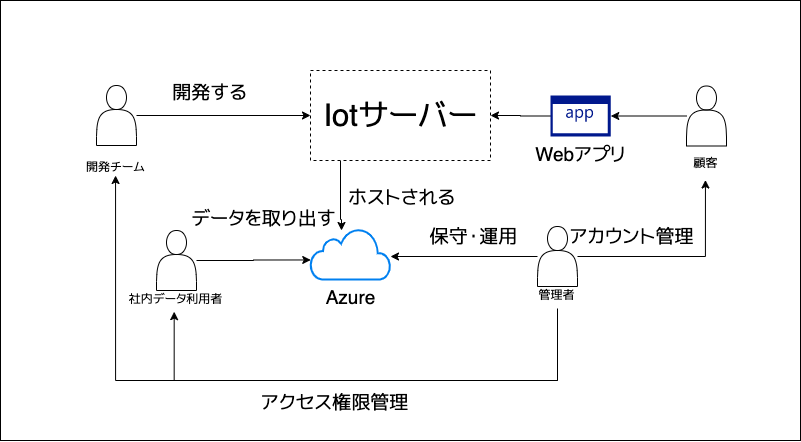 開発する
Iotサーバー
app
開発チーム
Webアプリ
顧客
ホストされる
データを取り出す
保守・運用
アカウント管理
社内データ利用者
Azure
管理者
アクセス権限管理